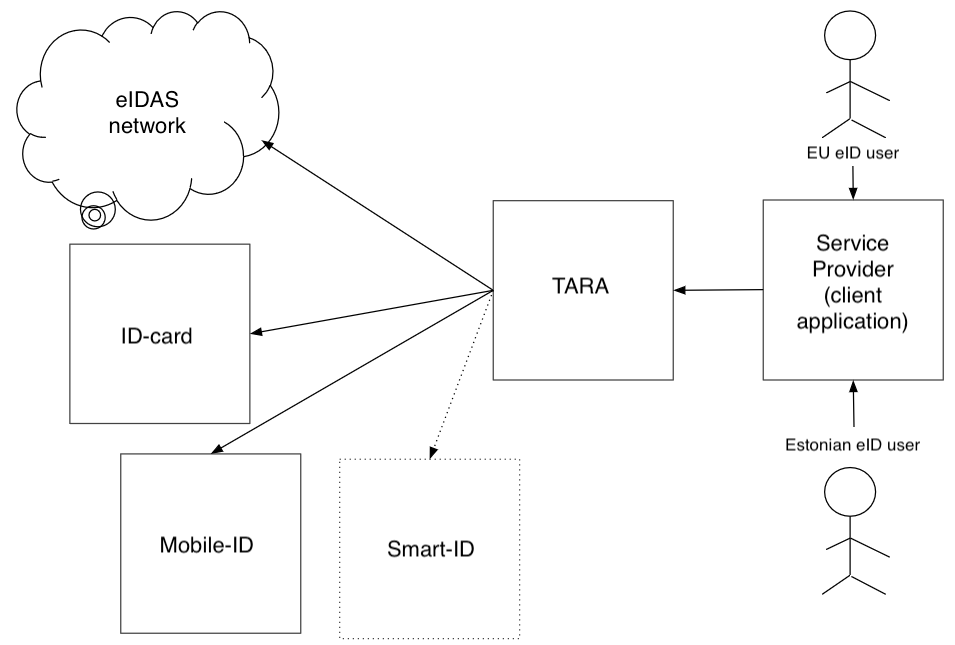 eIDAS
network
EU eID user
Service
Provider
(client
application)
TARA
ID-card
Estonian eID user
Mobile-ID
Smart-ID